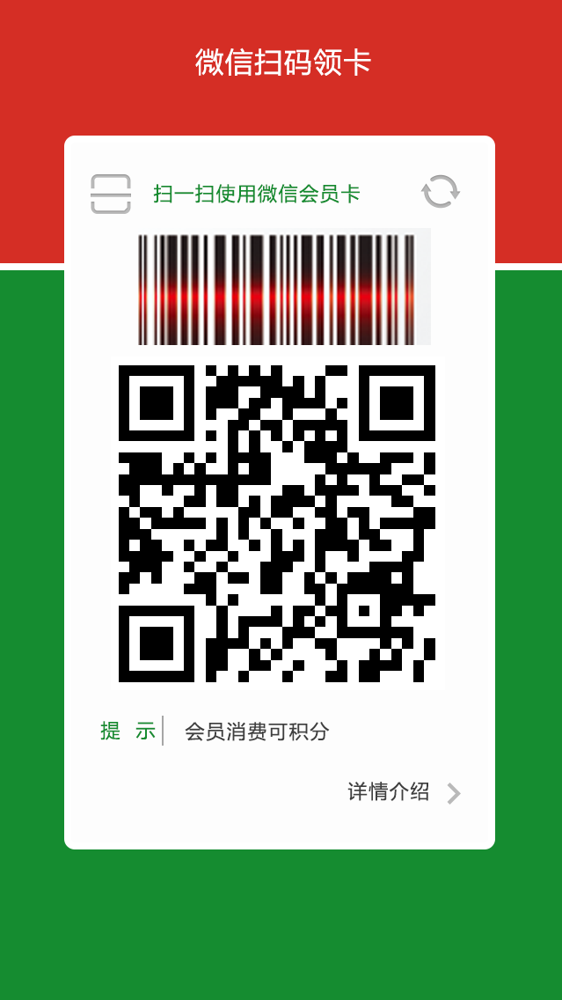 微信扫码领卡
扫一扫使用微信会员卡
提 示
会员消费可积分
详情介绍